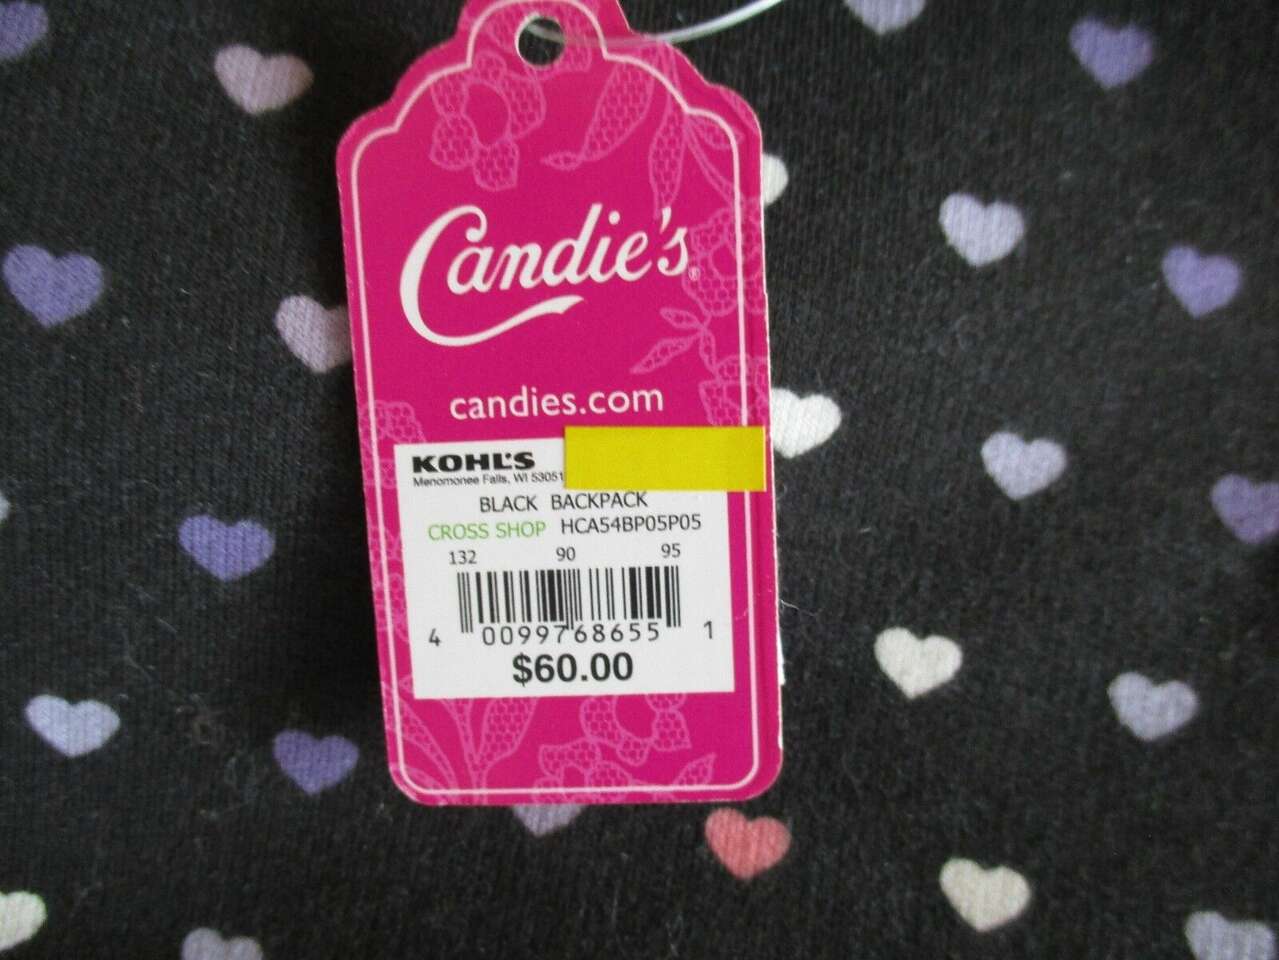 Candie's®
candies.com
KOHL'S
Menomonee Falls, WI 53051
BLACK BACKPACK
CROSS SHOP HCA54BP05P05
132 90 95
4 0099768655 1
$60.00